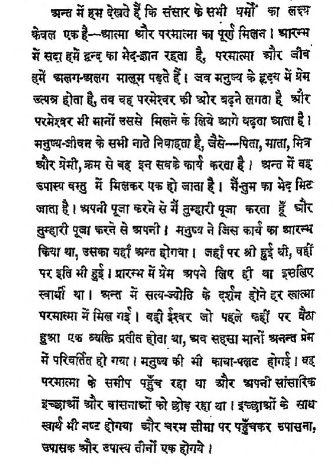 अन्त में हम देखते हैं कि संसार के सभी धर्मों का लक्ष्य
केवल एक है—आत्मा और परमात्मा का पूर्ण मिलन। आरम्भ
में सदा हमें द्वन्द का भेद-ज्ञान रहता है, परमात्मा और जीव
हमें अलग-अलग मालूम पड़ते हैं। जब मनुष्य के हृदय में प्रेम
उत्पन्न होता है, तब वह परमेश्वर की ओर बढ़ने लगता है और
परमेश्वर भी मानों उससे मिलने के लिये आगे बढ़ता आता है।
मनुष्य-जीवन के सभी नाते निवाहता है, जैसे—पिता, माता, मित्र
और प्रेमी, क्रम से वह इन सबके कार्य करता है। अन्त में वह
उपास्य वस्तु में मिलकर एक हो जाता है। मैं-तुम का भेद मिट
जाता है। अपनी पूजा करने से मैं तुम्हारी पूजा करता हूँ और
तुम्हारी पूजा करने से अपनी। मनुष्य ने जिस कार्य का आरम्भ
किया था, उसका यहाँ अन्त होगया। जहाँ पर श्री हुई थी, वहीं
पर इति भी हुई। प्रारम्भ में प्रेम अपने लिए ही था इसलिए
स्वार्थी था। अन्त में सत्य-ज्योति के दर्शन होने पर आत्मा
परमात्मा में मिल गई। वही ईश्वर जो पहले कहीं पर बैठा
हुआ एक व्यक्ति प्रतीत होता था, अब सहसा मानों अनन्त प्रेम
में परिवर्तित हो गया। मनुष्य की भी काया-पलट होगई। वह
परमात्मा के समीप पहुँच रहा था और अपनी सांसारिक
इच्छाओं और वासनाओं को छोड़ रहा था। इच्छाओं के साथ
स्वार्थ भी नष्ट होगया और चरम सीमा पर पहुँचकर उपासना,
उपासक और उपास्य तीनों एक होगये।